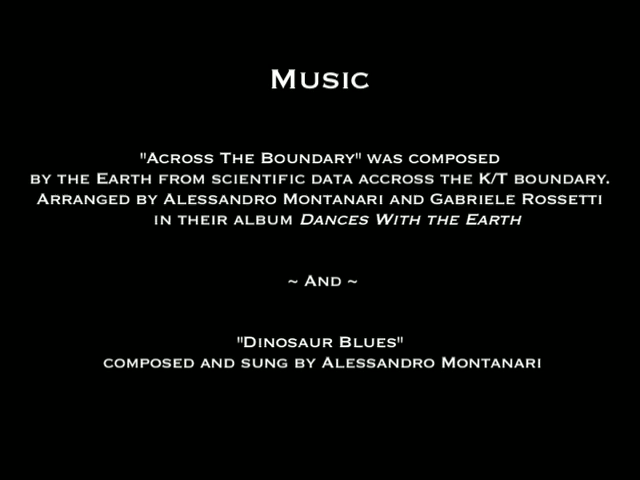 MUSIC
"ACROSS THE BOUNDARY" WAS COMPOSED
BY THE EARTH FROM SCIENTIFIC DATA ACCROSS THE K/T BOUNDARY.
ARRANGED BY ALESSANDRO MONTANARI AND GABRIELE ROSSETTI
IN THEIR ALBUM DANCES WITH THE EARTH
~ AND ~
"DINOSAUR BLUES"
COMPOSED AND SUNG BY ALESSANDRO MONTANARI